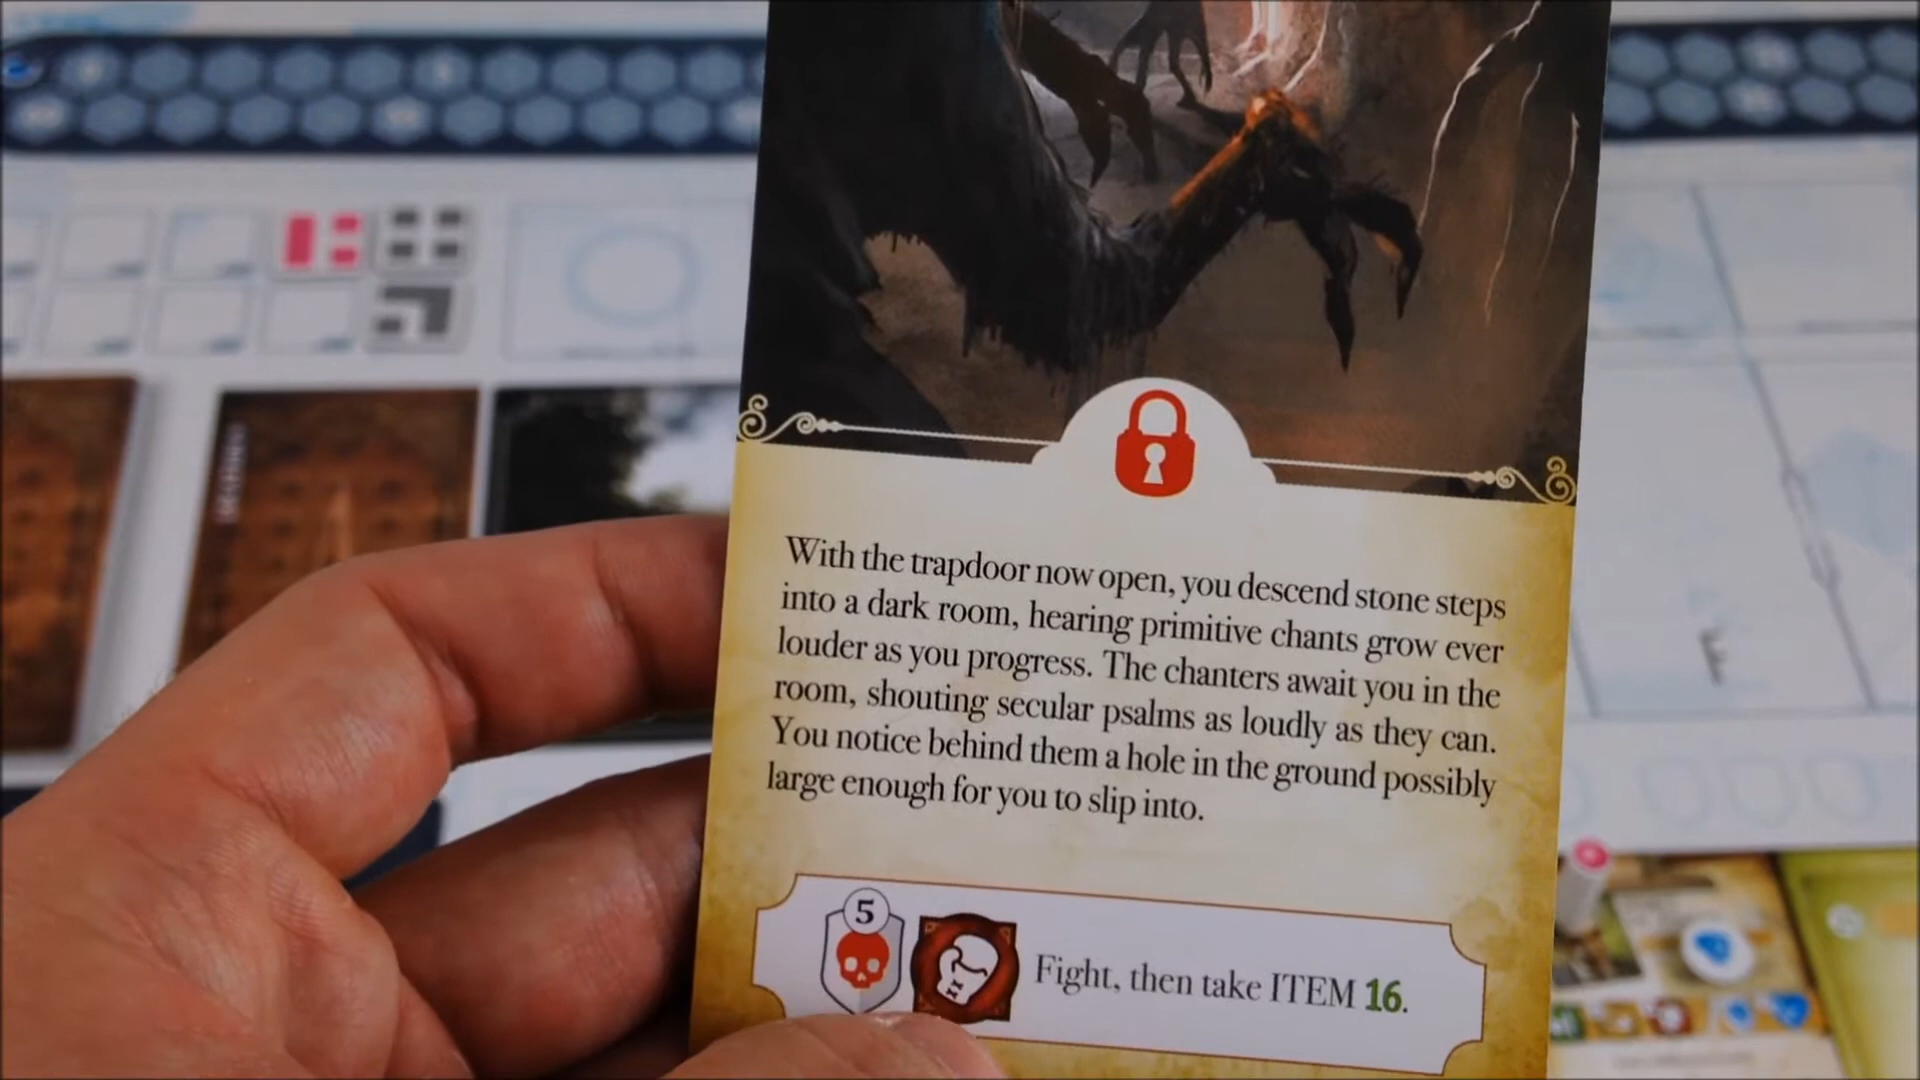 With the trapdoor now open, you descend stone steps
into a dark room, hearing primitive chants grow ever
louder as you progress. The chanters await you in the
room, shouting secular psalms as loudly as they can.
You notice behind them a hole in the ground possibly
large enough for you to slip into.
5
Fight, then take ITEM 16.